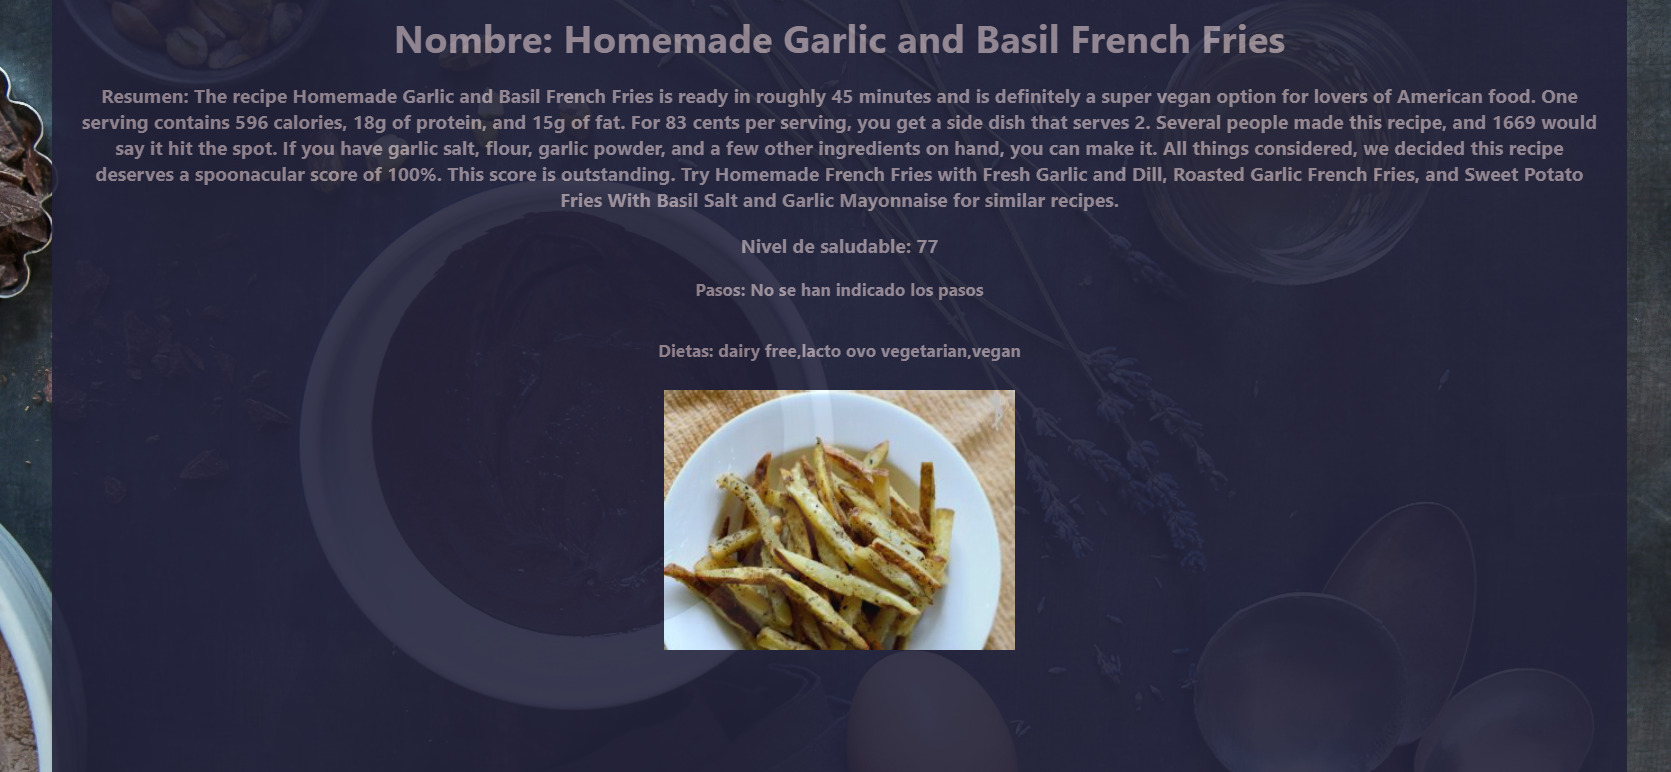 Nombre: Homemade Garlic and Basil French Fries
Resumen: The recipe Homemade Garlic and Basil French Fries is ready in roughly 45 minutes and is definitely a super vegan option for lovers of American food. One
serving contains 596 calories, 18g of protein, and 15g of fat. For 83 cents per serving, you get a side dish that serves 2. Several people made this recipe, and 1669 would
say it hit the spot. If you have garlic salt, flour, garlic powder, and a few other ingredients on hand, you can make it. All things considered, we decided this recipe
deserves a spoonacular score of 100%. This score is outstanding. Try Homemade French Fries with Fresh Garlic and Dill, Roasted Garlic French Fries, and Sweet Potato
Fries With Basil Salt and Garlic Mayonnaise for similar recipes.
Nivel de saludable: 77
Pasos: No se han indicado los pasos
Dietas: dairy free,lacto ovo vegetarian,vegan